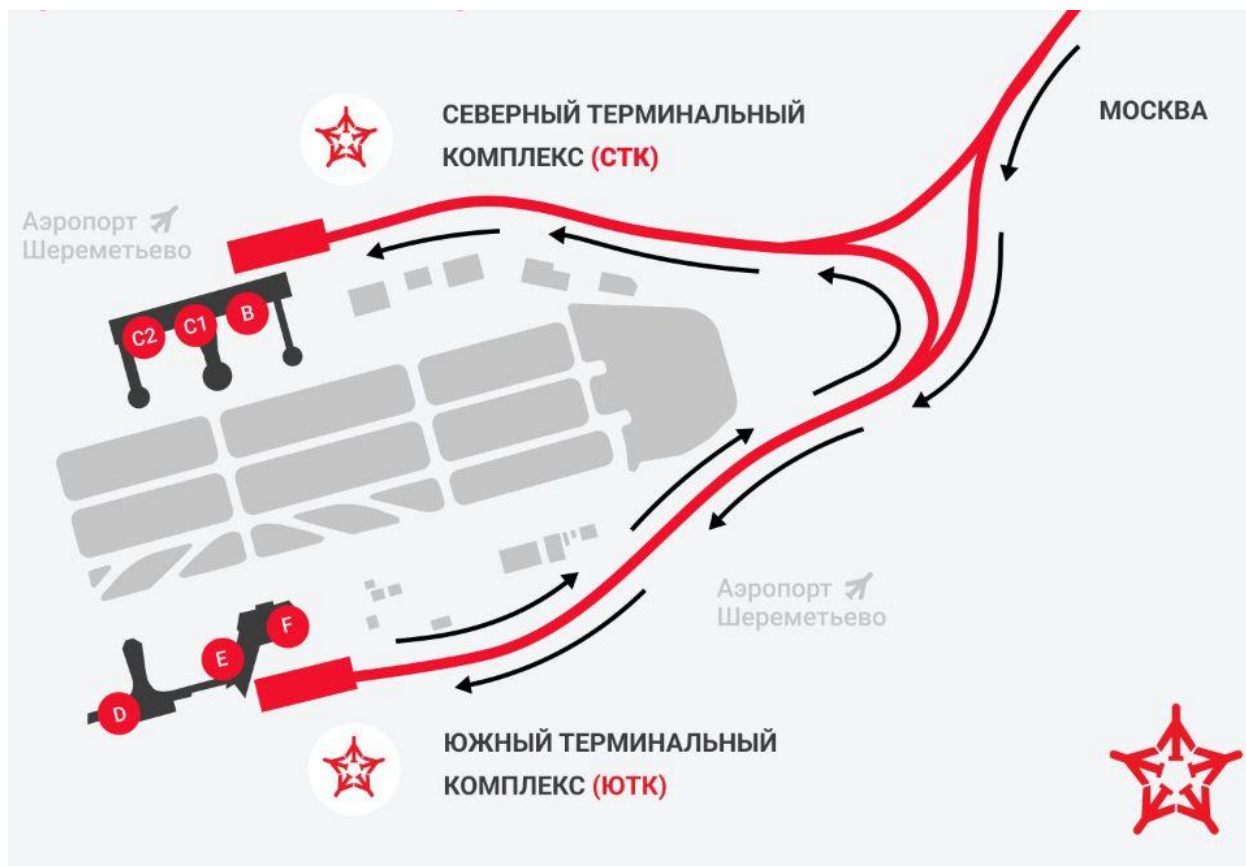 СЕВЕРНЫЙ ТЕРМИНАЛЬНЫЙ
КОМПЛЕКС (СТК)
МОСКВА
Аэропорт
Шереметьево
C2
C1
B
Аэропорт
Шереметьево
F
E
D
ЮЖНЫЙ ТЕРМИНАЛЬНЫЙ
КОМПЛЕКС (ЮТК)